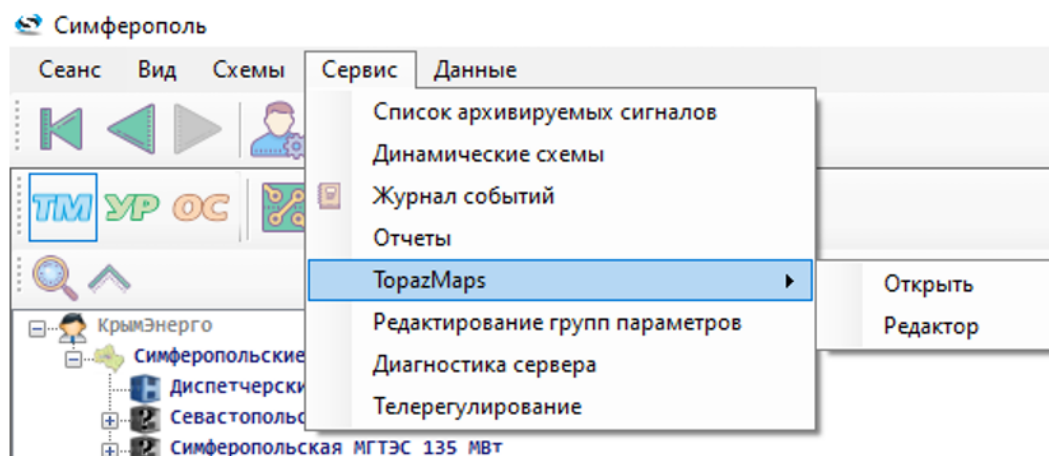 Симферополь
Сеанс Вид Схемы Сервис Данные
Список архивируемых сигналов
Динамические схемы
Журнал событий
Отчеты
TopazMaps
Открыть
Редактор
Редактирование групп параметров
Диагностика сервера
Телерегулирование
ТМ УР ОС
КрымЭнерго
Симферопольские
Диспетчерски
Севастопольс
Симферопольская МГТЭС 135 МВт